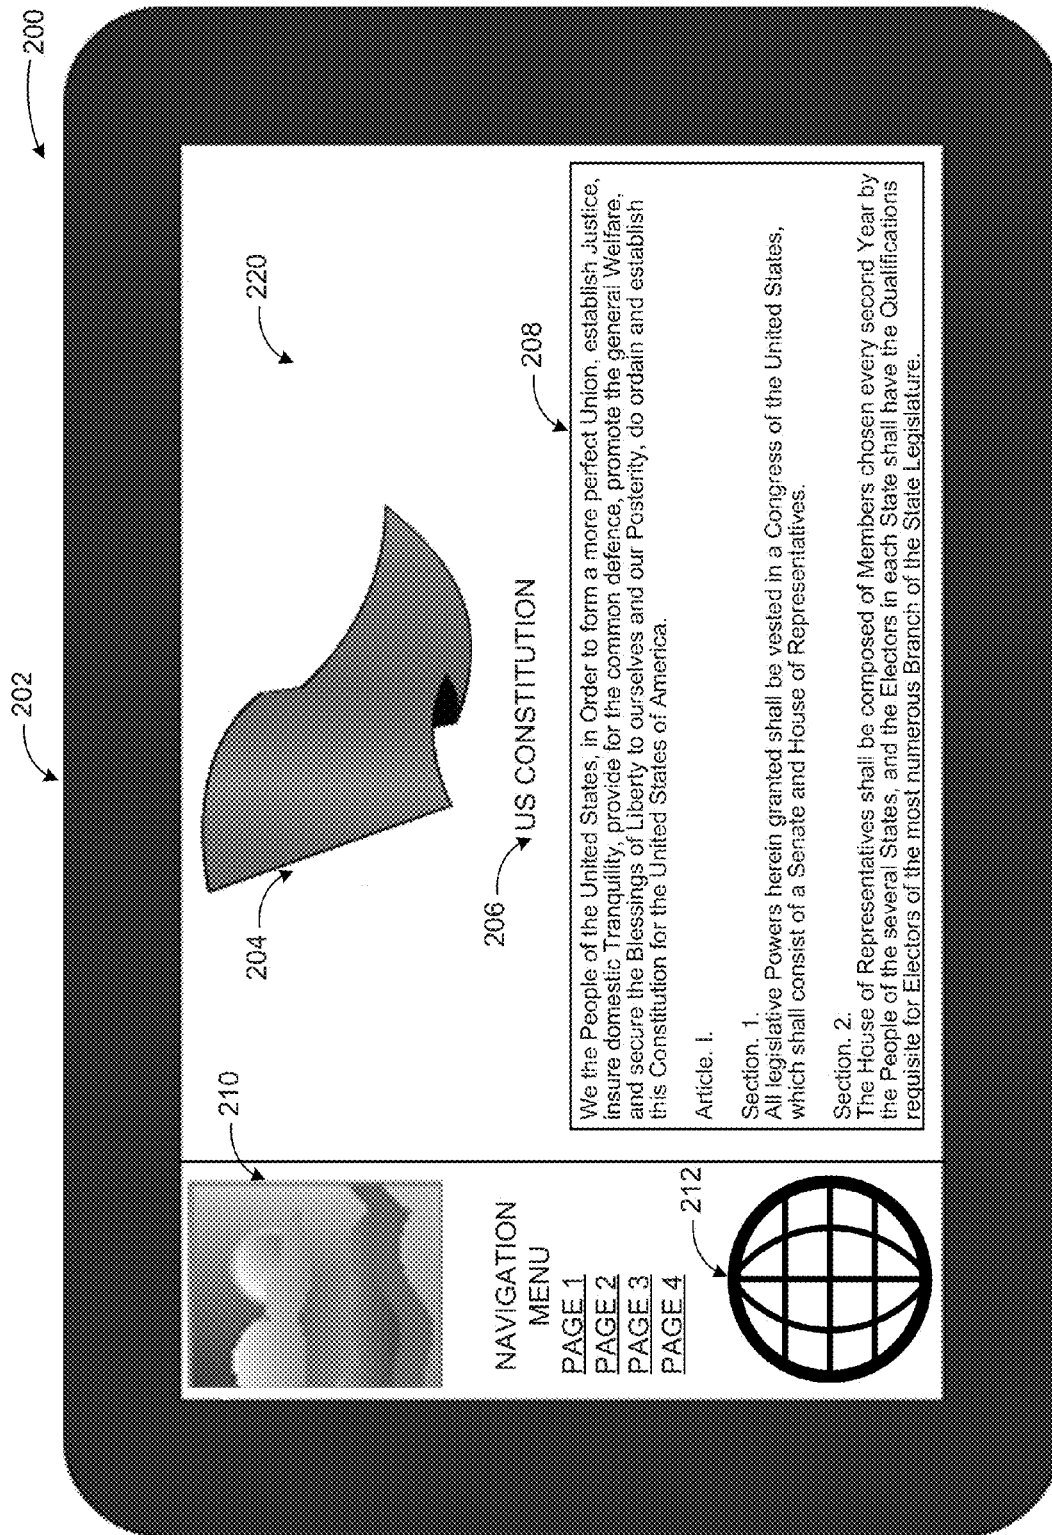 200
202
220
204
206
US CONSTITUTION
208
We the People of the United States, in Order to form a more perfect Union, establish Justice,
insure domestic Tranquility, provide for the common defence, promote the general Welfare,
and secure the Blessings of Liberty to ourselves and our Posterity, do ordain and establish
this Constitution for the United States of America.
Article. I.
Section. 1.
All legislative Powers herein granted shall be vested in a Congress of the United States,
which shall consist of a Senate and House of Representatives.
Section. 2.
The House of Representatives shall be composed of Members chosen every second Year by
the People of the several States, and the Electors in each State shall have the Qualifications
requisite for Electors of the most numerous Branch of the State Legislature.
210
NAVIGATION
MENU
PAGE 1
PAGE 2
PAGE 3
PAGE 4
212